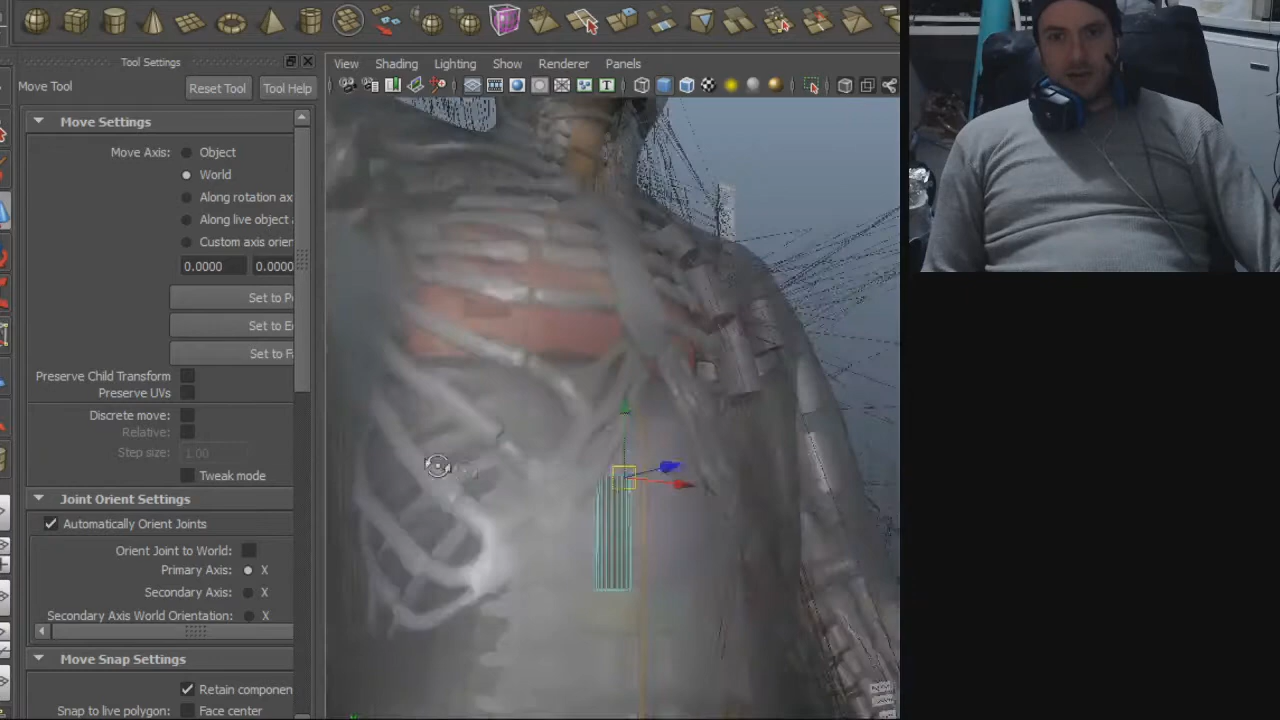 Tool Settings
View Shading Lighting Show Renderer Panels
Move Tool
Reset Tool
Tool Help
Move Settings
Move Axis:
Object
World
Along rotation ax
Along live object
Custom axis orien
0.0000
0.0000
Set to P
Set to E
Set to F
Preserve Child Transform
Preserve UVs
Discrete move:
Relative:
Step size: 1.00
Tweak mode
Joint Orient Settings
Automatically Orient Joints
Orient Joint to World:
Primary Axis: X
Secondary Axis: X
Secondary Axis World Orientation: X
Move Snap Settings
Retain componen
Snap to live polygon: Face center